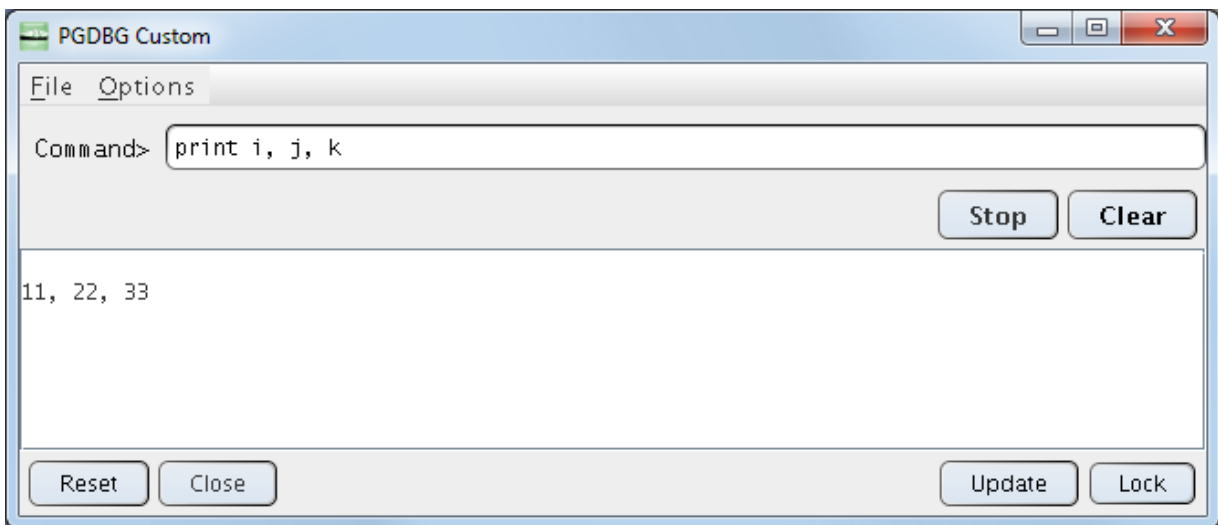 PGDBG Custom
File Options
Command> print i, j, k
Stop Clear
11, 22, 33
Reset Close Update Lock